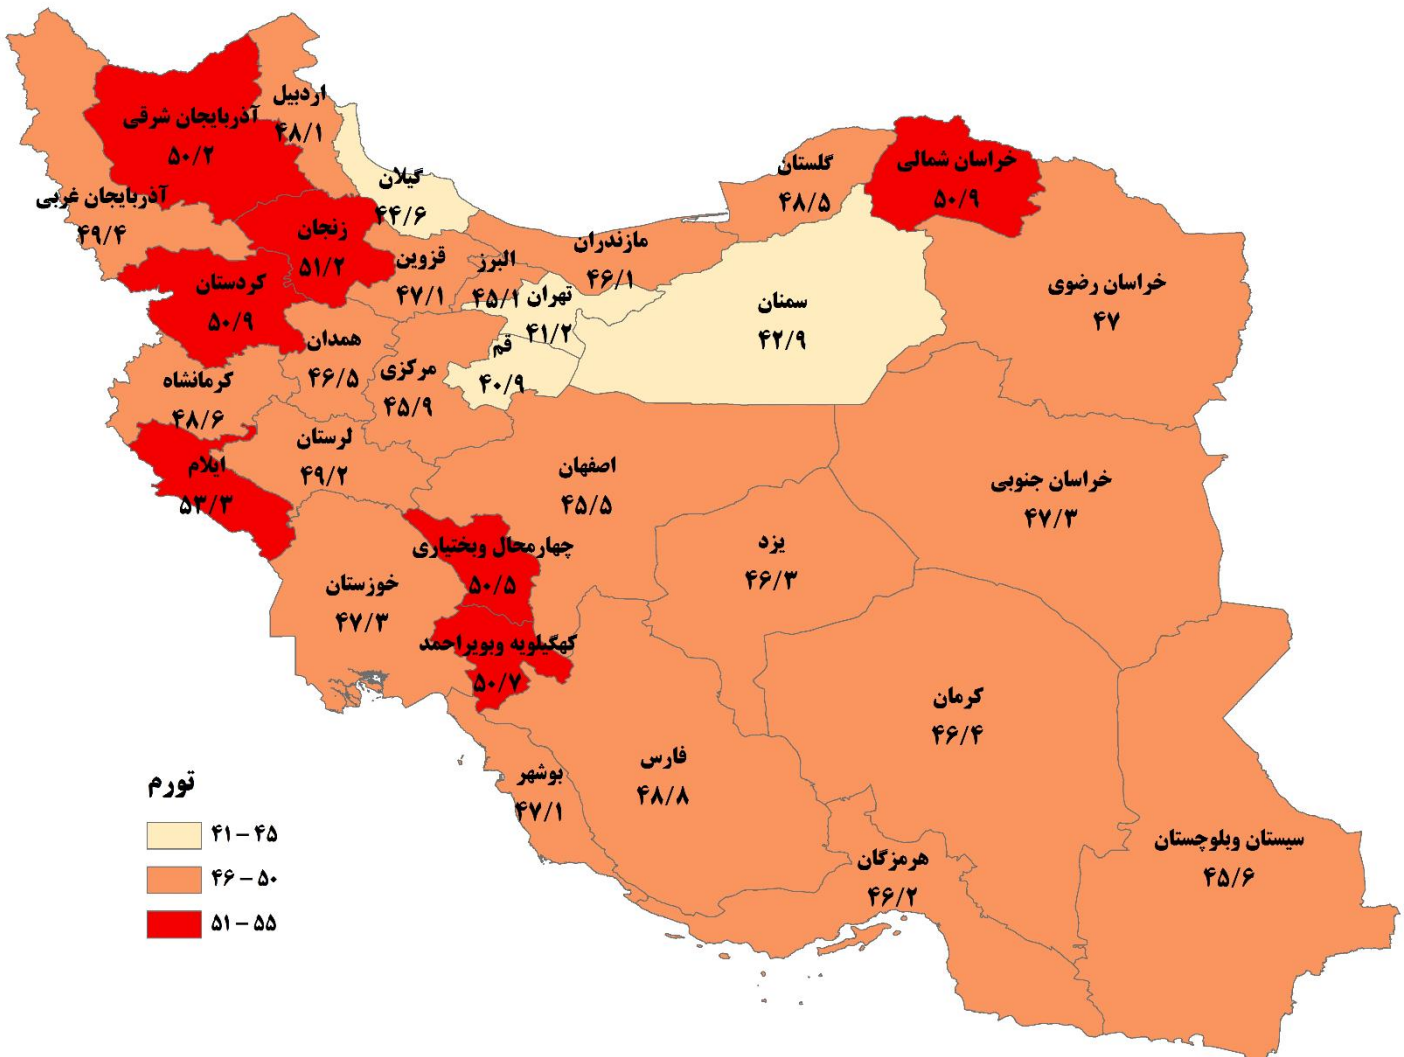 اردبیل
۴۸/۱
آذربایجان شرقی
۵۰/۲
گیلان
۴۴/۶
گلستان
۴۸/۵
خراسان شمالی
۵۰/۹
آذربایجان غربی
۴۹/۴
زنجان
۵۱/۲
قزوین
۴۷/۱
البرز
۴۵/۱
مازندران
۴۶/۱
تهران
۴۱/۲
سمنان
۴۲/۹
خراسان رضوی
۴۷
کردستان
۵۰/۹
همدان
۴۶/۵
مرکزی
۴۵/۹
قم
۴۰/۹
کرمانشاه
۴۸/۶
لرستان
۴۹/۲
ایلام
۵۳/۳
اصفهان
۴۵/۵
خراسان جنوبی
۴۷/۳
یزد
۴۶/۳
چهارمحال وبختیاری
۵۰/۵
خوزستان
۴۷/۳
کهگیلویه وبویراحمد
۵۰/۷
کرمان
۴۶/۴
فارس
۴۸/۸
بوشهر
۴۷/۱
هرمزگان
۴۶/۲
سیستان وبلوچستان
۴۵/۶
تورم
۴۱ – ۴۵
۴۶ – ۵۰
۵۱ – ۵۵